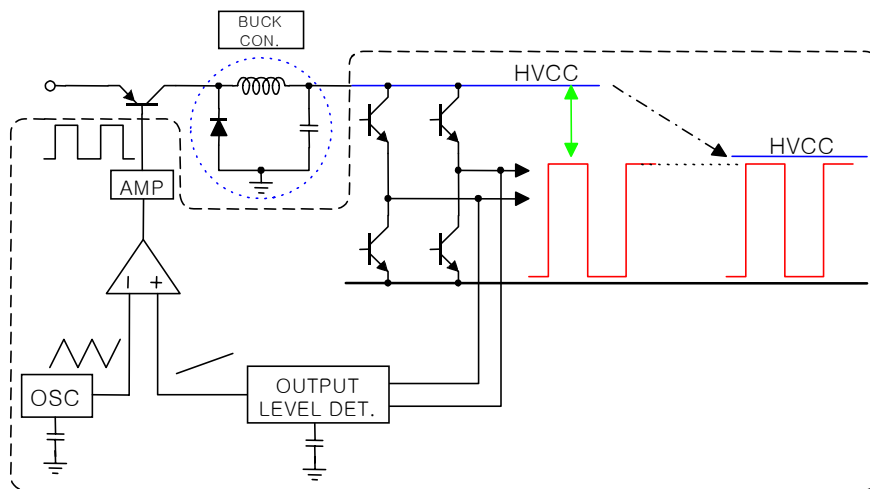 BUCK
CON.
HVCC
HVCC
AMP
OSC
OUTPUT
LEVEL DET.